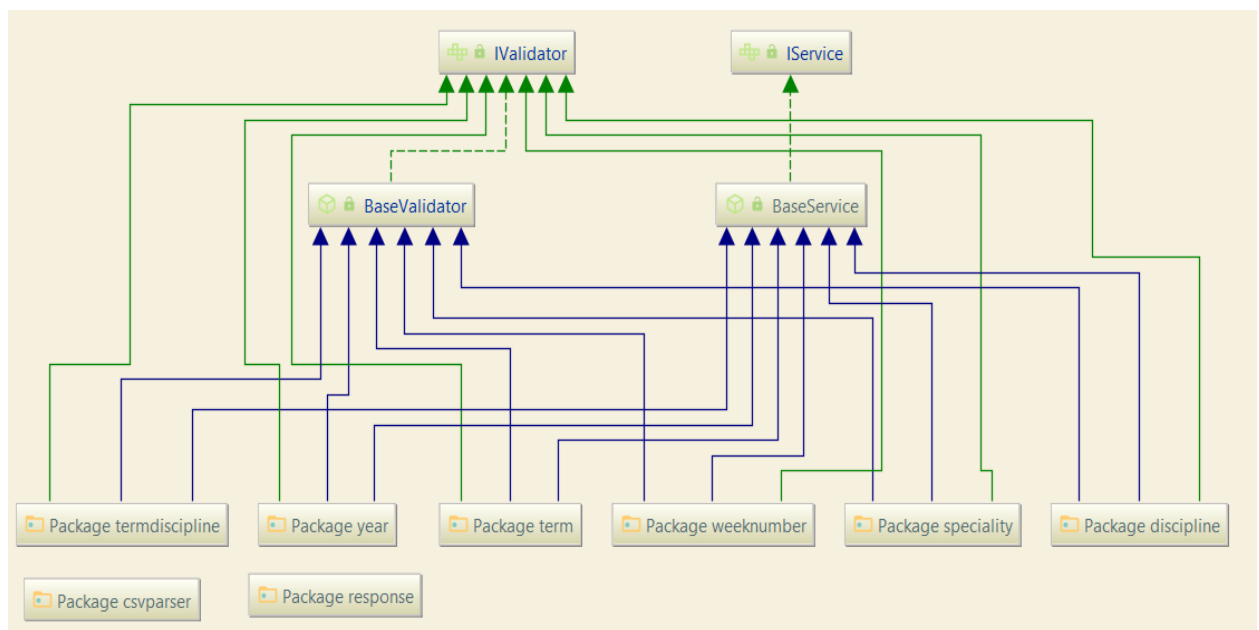 IValidator
IService
BaseValidator
BaseService
Package termdiscipline
Package year
Package term
Package weeknumber
Package speciality
Package discipline
Package csvparser
Package response